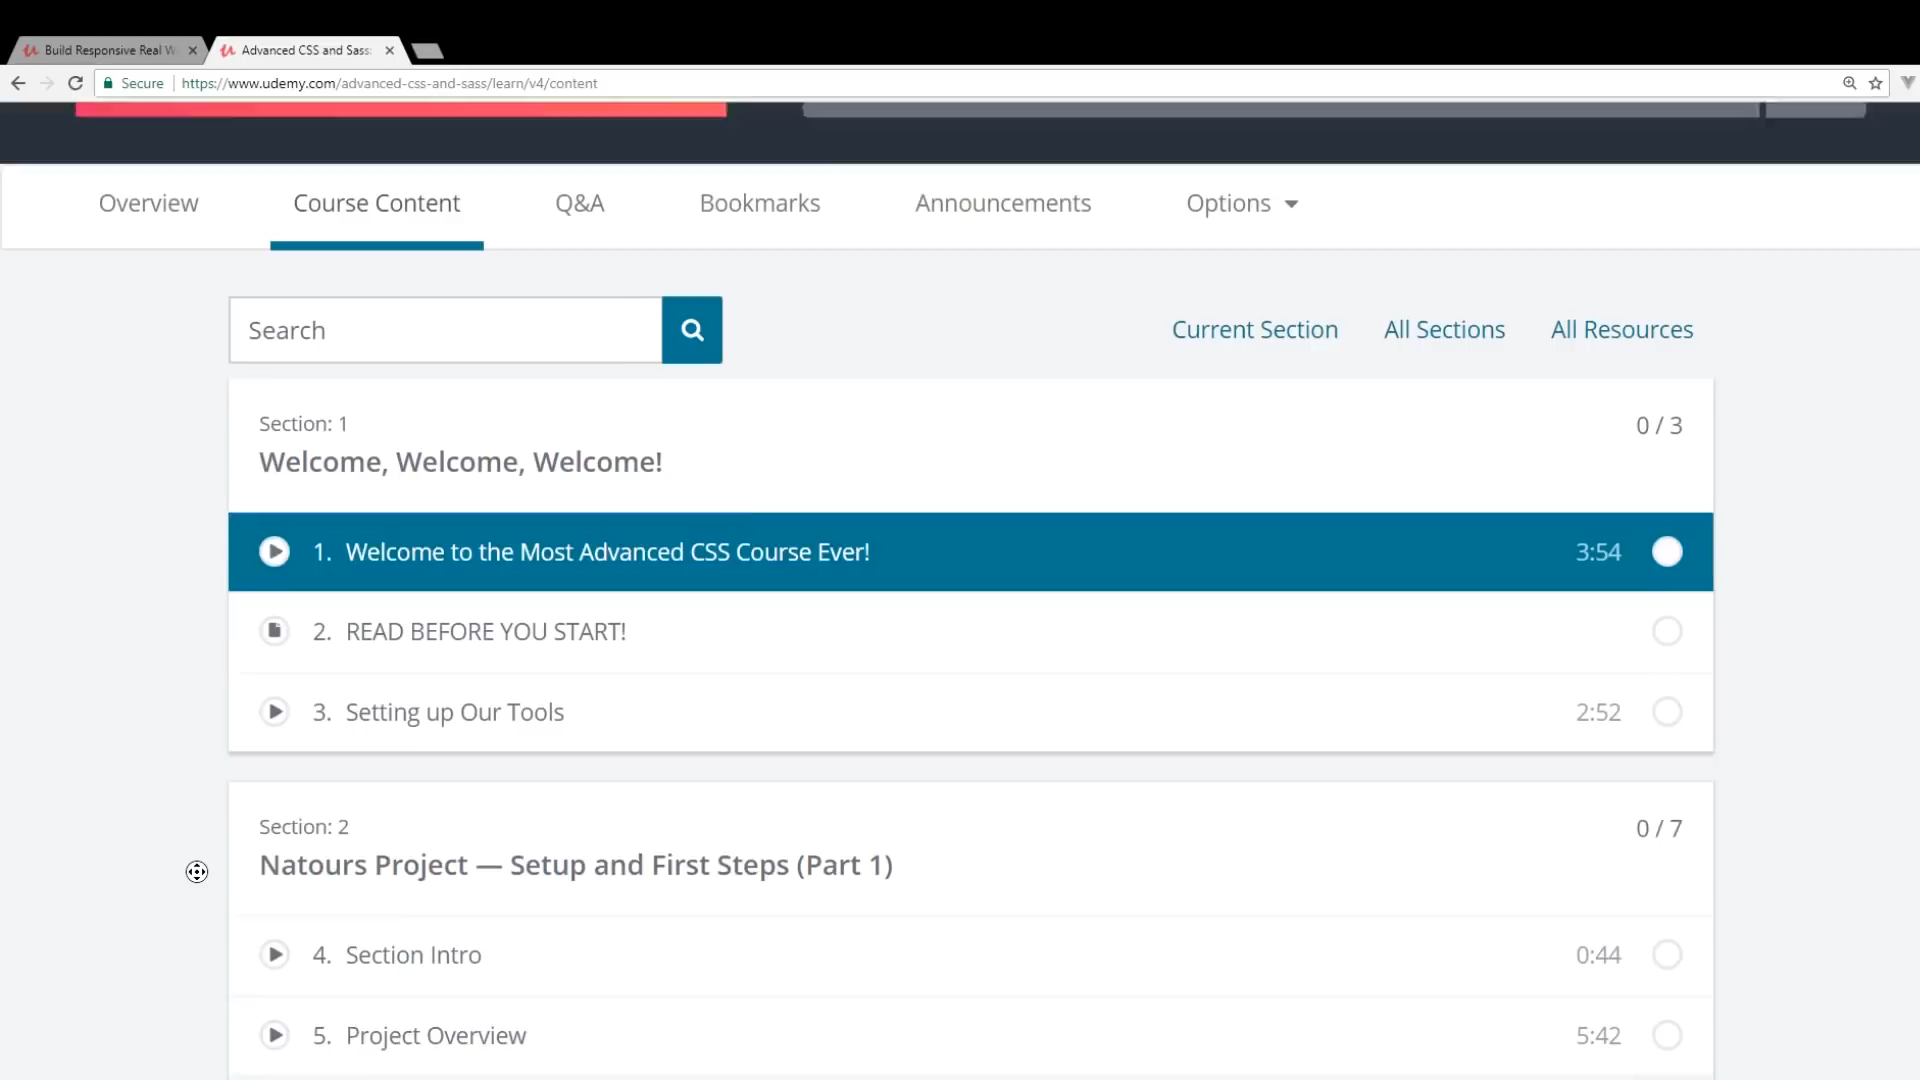 Build Responsive Real W
Advanced CSS and Sass:
Secure https://www.udemy.com/advanced-css-and-sass/learn/v4/content
Overview Course Content Q&A Bookmarks Announcements Options
Search Current Section All Sections All Resources
Section: 1 0 / 3
Welcome, Welcome, Welcome!
1. Welcome to the Most Advanced CSS Course Ever! 3:54
2. READ BEFORE YOU START!
3. Setting up Our Tools 2:52
Section: 2 0 / 7
Natours Project — Setup and First Steps (Part 1)
4. Section Intro 0:44
5. Project Overview 5:42